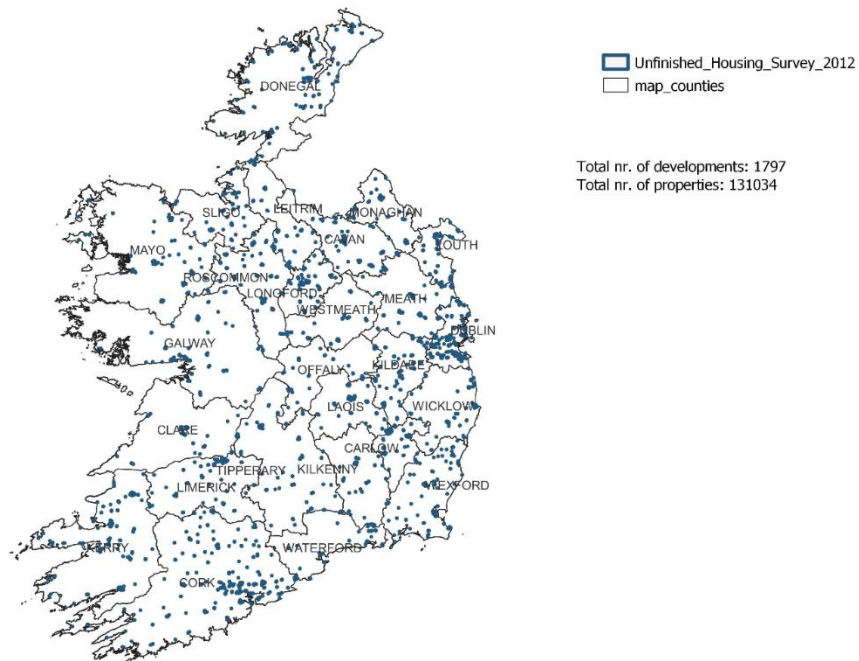 Unfinished_Housing_Survey_2012
map_counties
Total nr. of developments: 1797
Total nr. of properties: 131034
DONEGAL
SLIGO
LEITRIM
MONAGHAN
CAVAN
LOUTH
MAYO
ROSCOMMON
LONGFORD
MEATH
WESTMEATH
DUBLIN
GALWAY
OFFALY
KILDARE
LAOIS
WICKLOW
CLARE
CARLOW
TIPPERARY
KILKENNY
LIMERICK
WEXFORD
KERRY
WATERFORD
CORK